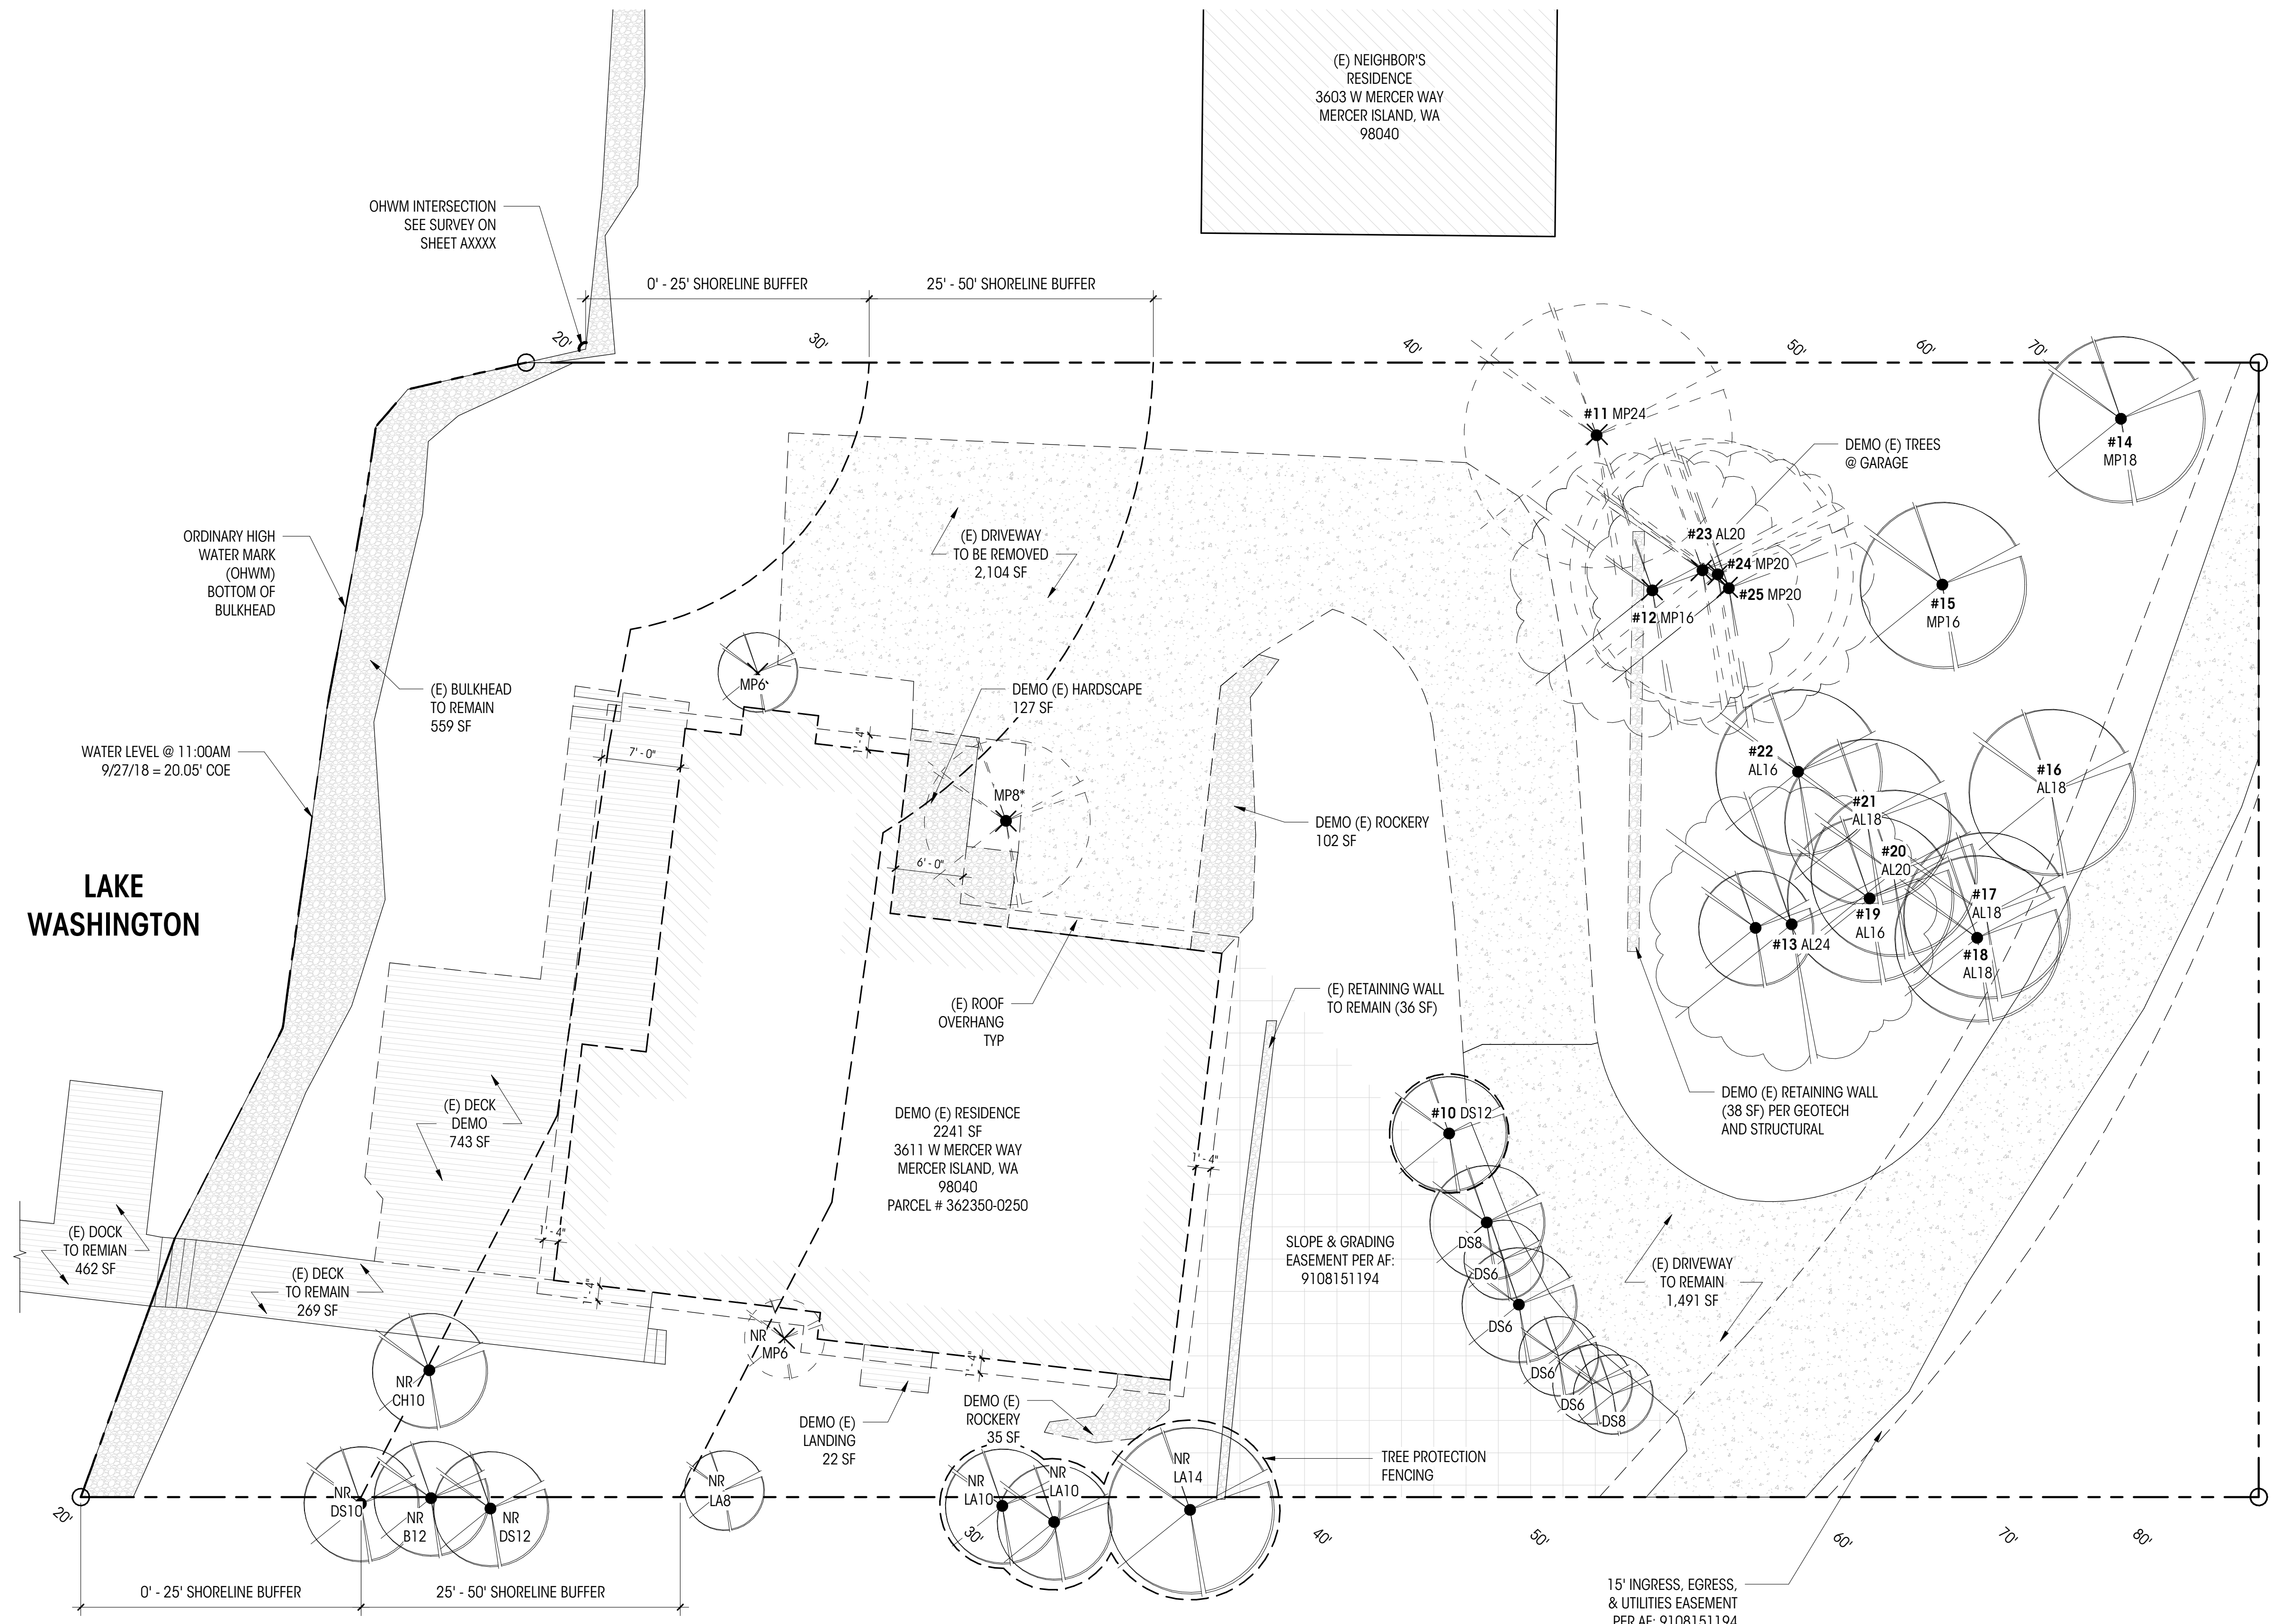 (E) NEIGHBOR'S
RESIDENCE
3603 W MERCER WAY
MERCER ISLAND, WA
98040
OHWM INTERSECTION
SEE SURVEY ON
SHEET AXXXX
0' - 25' SHORELINE BUFFER
25' - 50' SHORELINE BUFFER
20'
30'
40'
50'
60'
70'
#11 MP24
#14
MP18
DEMO (E) TREES
@ GARAGE
ORDINARY HIGH
WATER MARK
(OHWM)
BOTTOM OF
BULKHEAD
(E) DRIVEWAY
TO BE REMOVED
2,104 SF
#23 AL20
#24 MP20
#25 MP20
#12 MP16
#15
MP16
(E) BULKHEAD
TO REMAIN
559 SF
MP6
DEMO (E) HARDSCAPE
127 SF
WATER LEVEL @ 11:00AM
9/27/18 = 20.05' COE
7' - 0"
1' - 4"
MP8*
#22
AL16
#16
AL18
#21
AL18
DEMO (E) ROCKERY
102 SF
6' - 0"
#20
AL20
LAKE
WASHINGTON
#17
AL18
#19
AL16
#13 AL24
#18
AL18
(E) ROOF
OVERHANG
TYP
(E) RETAINING WALL
TO REMAIN (36 SF)
(E) DECK
DEMO
743 SF
DEMO (E) RESIDENCE
2241 SF
3611 W MERCER WAY
MERCER ISLAND, WA
98040
PARCEL # 362350-0250
#10 DS12
DEMO (E) RETAINING WALL
(38 SF) PER GEOTECH
AND STRUCTURAL
1' - 4"
(E) DOCK
TO REMIAN
462 SF
1' - 4"
SLOPE & GRADING
EASEMENT PER AF:
9108151194
DS8
DS6
(E) DECK
TO REMAIN
269 SF
1' - 4"
(E) DRIVEWAY
TO REMAIN
1,491 SF
DS6
NR
MP6
1' - 4"
DS6
DS6
DS8
NR
CH10
DEMO (E)
LANDING
22 SF
DEMO (E)
ROCKERY
35 SF
TREE PROTECTION
FENCING
NR
DS10
NR
B12
NR
DS12
NR
LA8
NR
LA10
NR
LA10
NR
LA14
20'
30'
40'
50'
60'
70'
80'
0' - 25' SHORELINE BUFFER
25' - 50' SHORELINE BUFFER
15' INGRESS, EGRESS,
& UTILITIES EASEMENT
PER AF: 9108151194